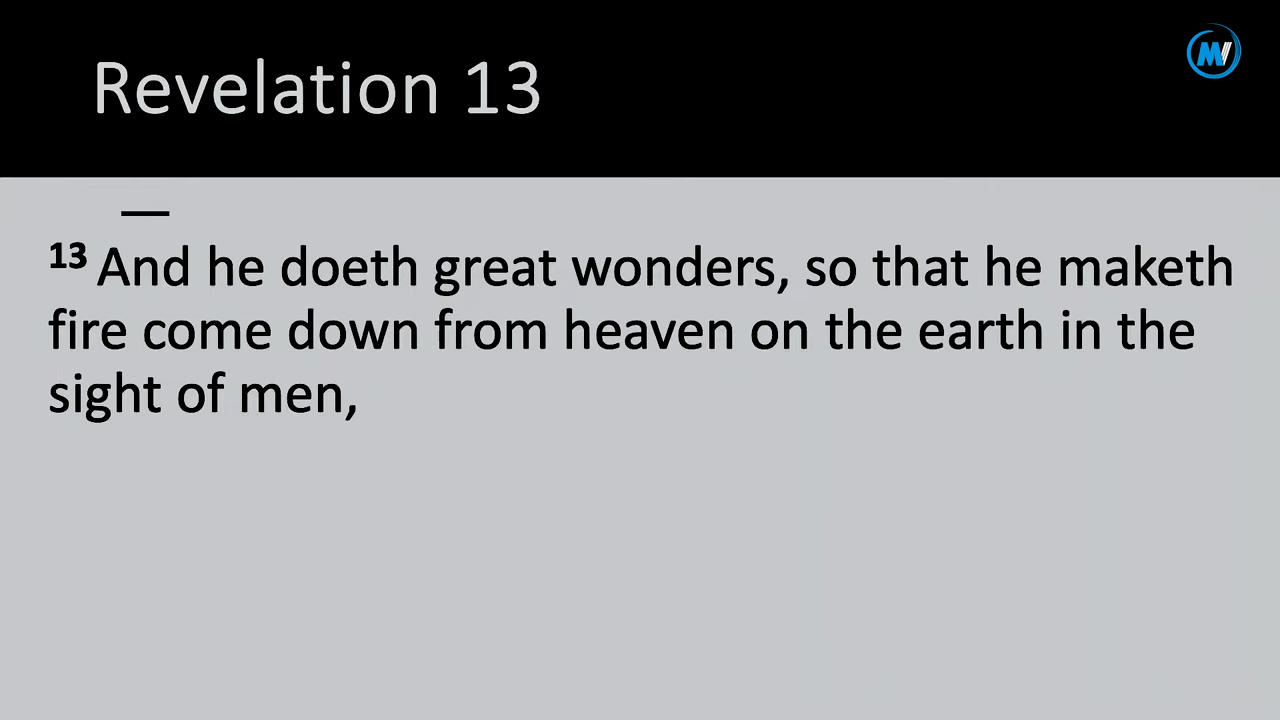 Revelation 13
MV
13 And he doeth great wonders, so that he maketh
fire come down from heaven on the earth in the
sight of men,